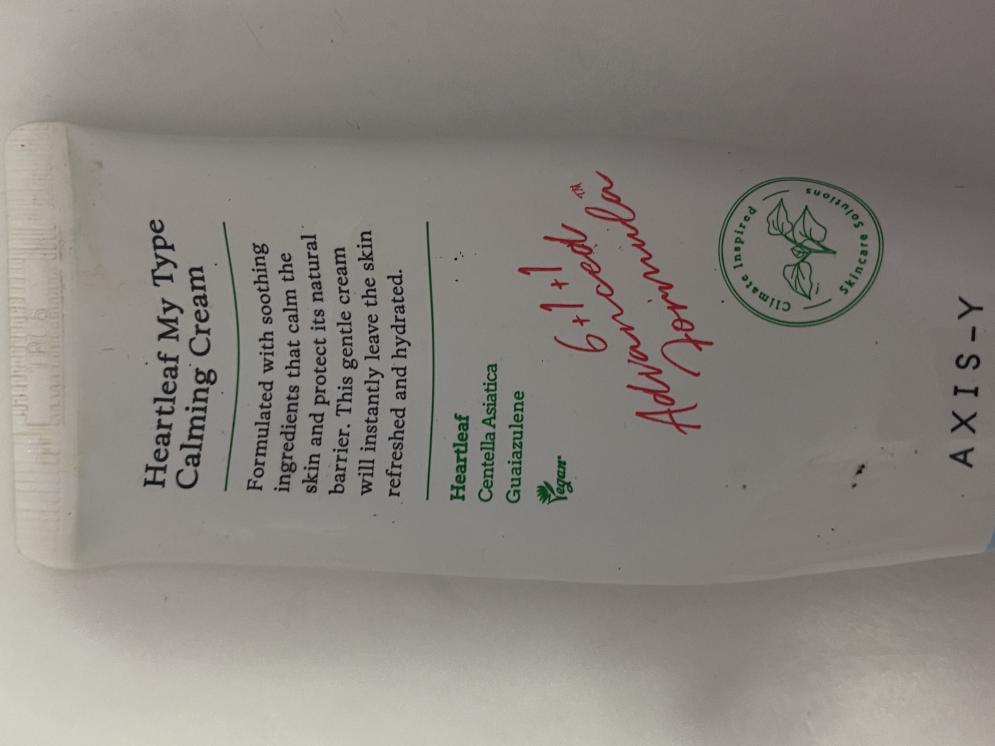 Heartleaf My Type
Calming Cream
Formulated with soothing
ingredients that calm the
skin and protect its natural
barrier. This gentle cream
will instantly leave the skin
refreshed and hydrated.
Heartleaf
Centella Asiatica
Guaiazulene
Vegan
6+1+1
Advanced
Formula™
Climate Inspired
Skincare Solutions
AXIS-Y